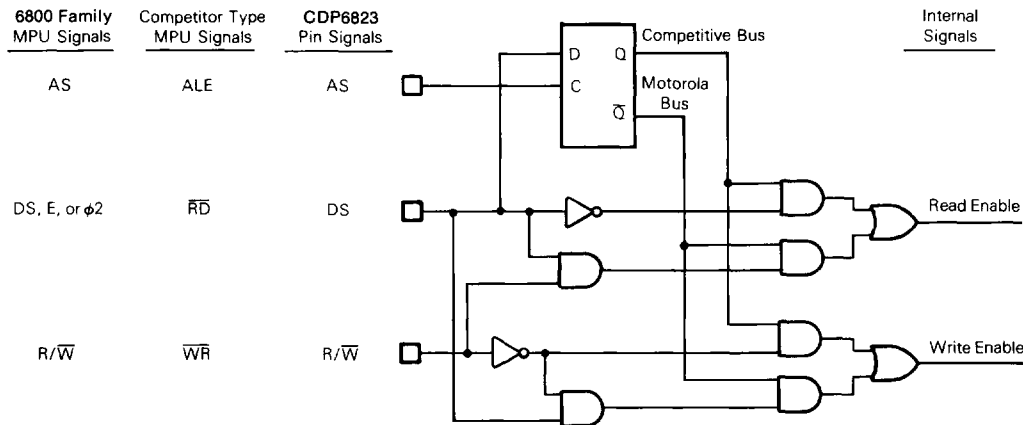 6800 Family
MPU Signals
Competitor Type
MPU Signals
CDP6823
Pin Signals
Internal
Signals
AS
ALE
AS
D
Q
C
Q̅
Competitive Bus
Motorola
Bus
DS, E, or ϕ2
R̅D̅
DS
Read Enable
R/W̅
W̅R̅
R/W̅
Write Enable